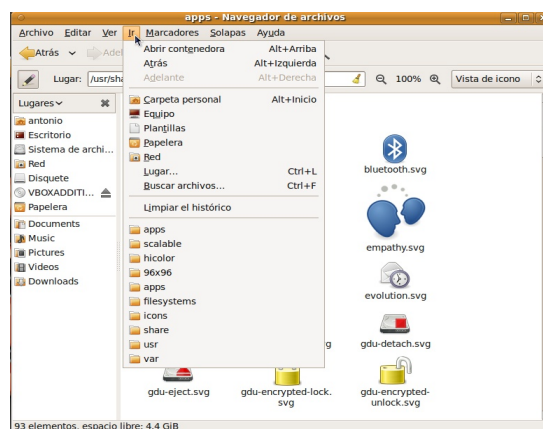 apps - Navegador de archivos
Archivo Editar Ver Ir Marcadores Solapas Ayuda
Atrás
Lugar: /usr/sha
100%
Vista de icono
Lugares
antonio
Escritorio
Sistema de archi...
Red
Disquete
VBOXADDITI...
Papelera
Documents
Music
Pictures
Videos
Downloads
Abrir contenedora Alt+Arriba
Atrás Alt+Izquierda
Adelante Alt+Derecha
Carpeta personal Alt+Inicio
Equipo
Plantillas
Papelera
Red
Lugar... Ctrl+L
Buscar archivos... Ctrl+F
Limpiar el histórico
apps
scalable
hicolor
96x96
apps
filesystems
icons
share
usr
var
bluetooth.svg
empathy.svg
evolution.svg
g
gdu-detach.svg
gdu-eject.svg
gdu-encrypted-lock.
svg
gdu-encrypted-
unlock.svg
93 elementos, espacio libre: 4,4 GiB